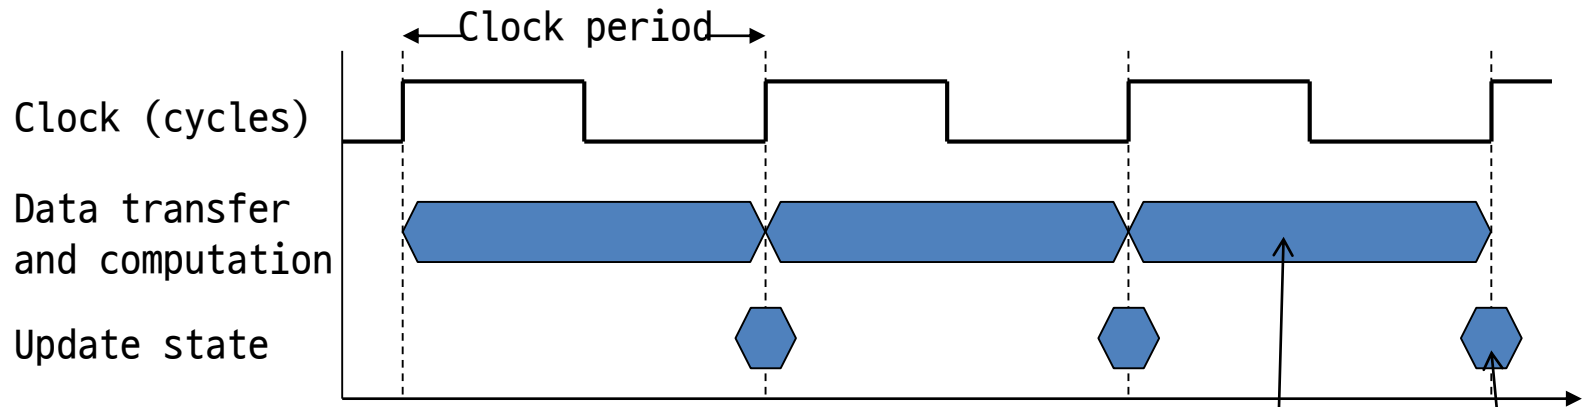 Clock period
Clock (cycles)
Data transfer
and computation
Update state